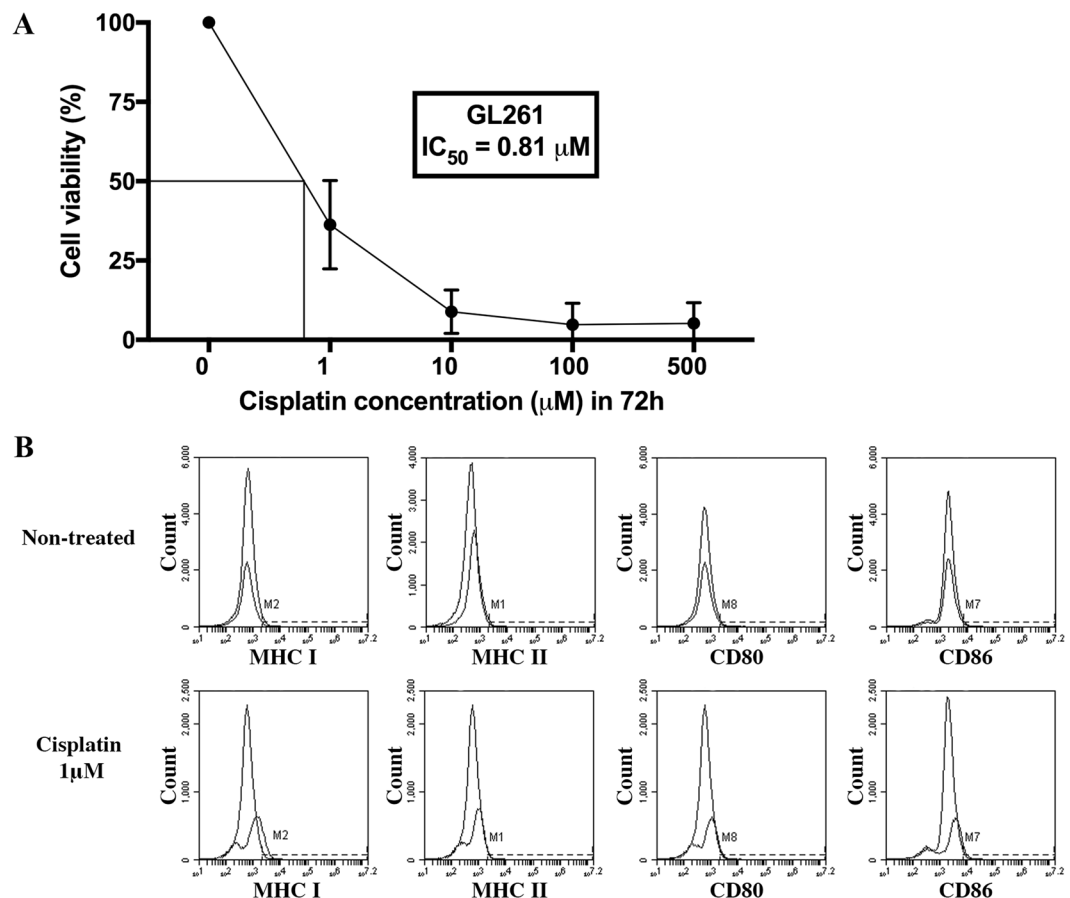 A
100
75
50
25
0
Cell viability (%)
GL261
IC50 = 0.81 μM
0 1 10 100 500
Cisplatin concentration (μM) in 72h
B
Non-treated
Count
6,000
4,000
2,000
0
M2
MHC I
Count
4,000
3,000
2,000
1,000
0
M1
MHC II
Count
6,000
4,000
2,000
0
M8
CD80
Count
6,000
4,000
2,000
0
M7
CD86
Cisplatin
1μM
Count
2,500
2,000
1,000
0
M2
MHC I
Count
2,500
2,000
1,000
0
M1
MHC II
Count
2,500
2,000
1,000
0
M8
CD80
Count
2,500
2,000
1,000
0
M7
CD86